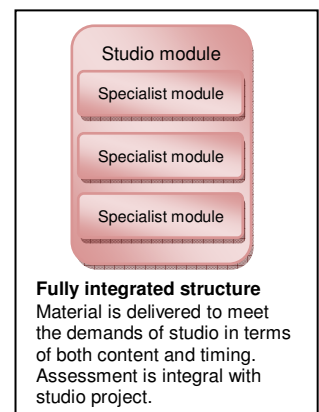 Studio module
Specialist module
Specialist module
Specialist module
Fully integrated structure
Material is delivered to meet
the demands of studio in terms
of both content and timing.
Assessment is integral with
studio project.